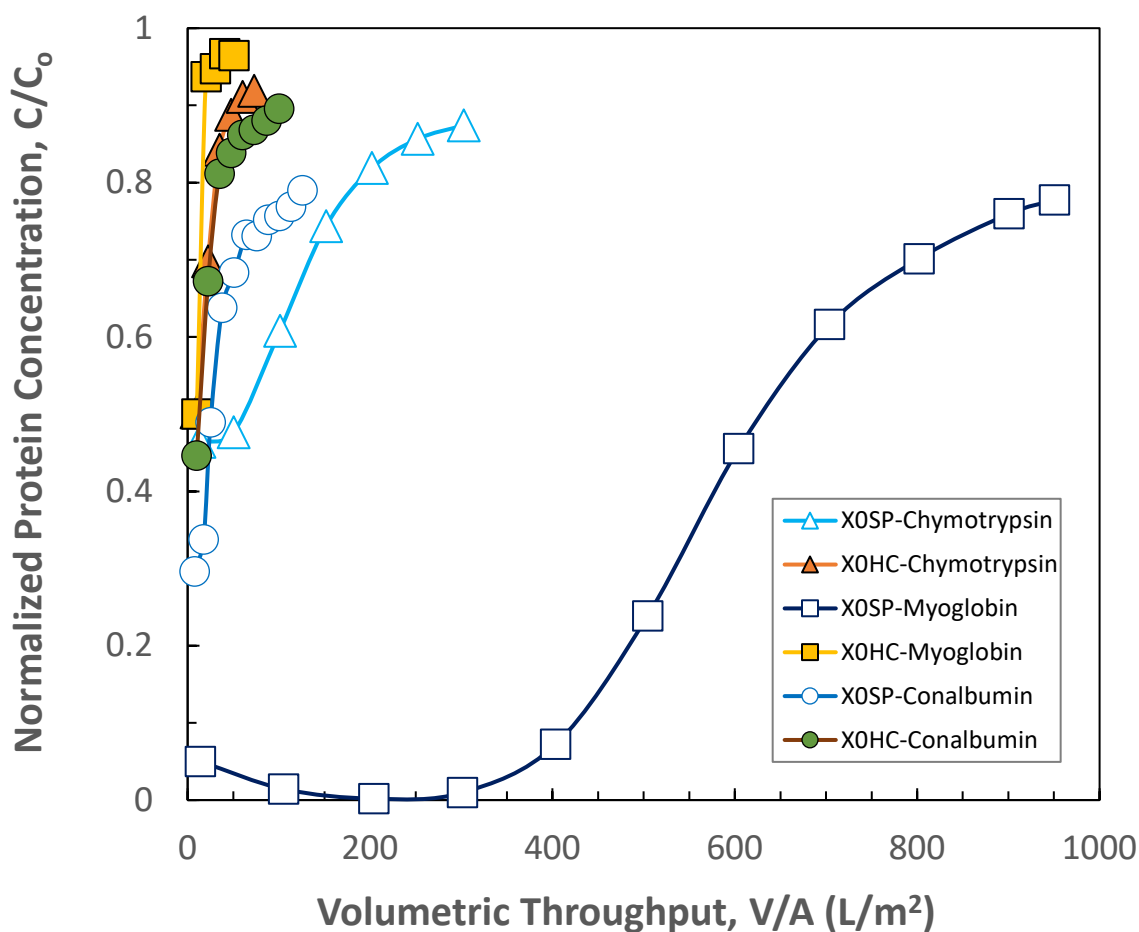 Normalized Protein Concentration, C/Co
1
0.8
0.6
0.4
0.2
0
0
200
400
600
800
1000
X0SP-Chymotrypsin
X0HC-Chymotrypsin
X0SP-Myoglobin
X0HC-Myoglobin
X0SP-Conalbumin
X0HC-Conalbumin
Volumetric Throughput, V/A (L/m²)